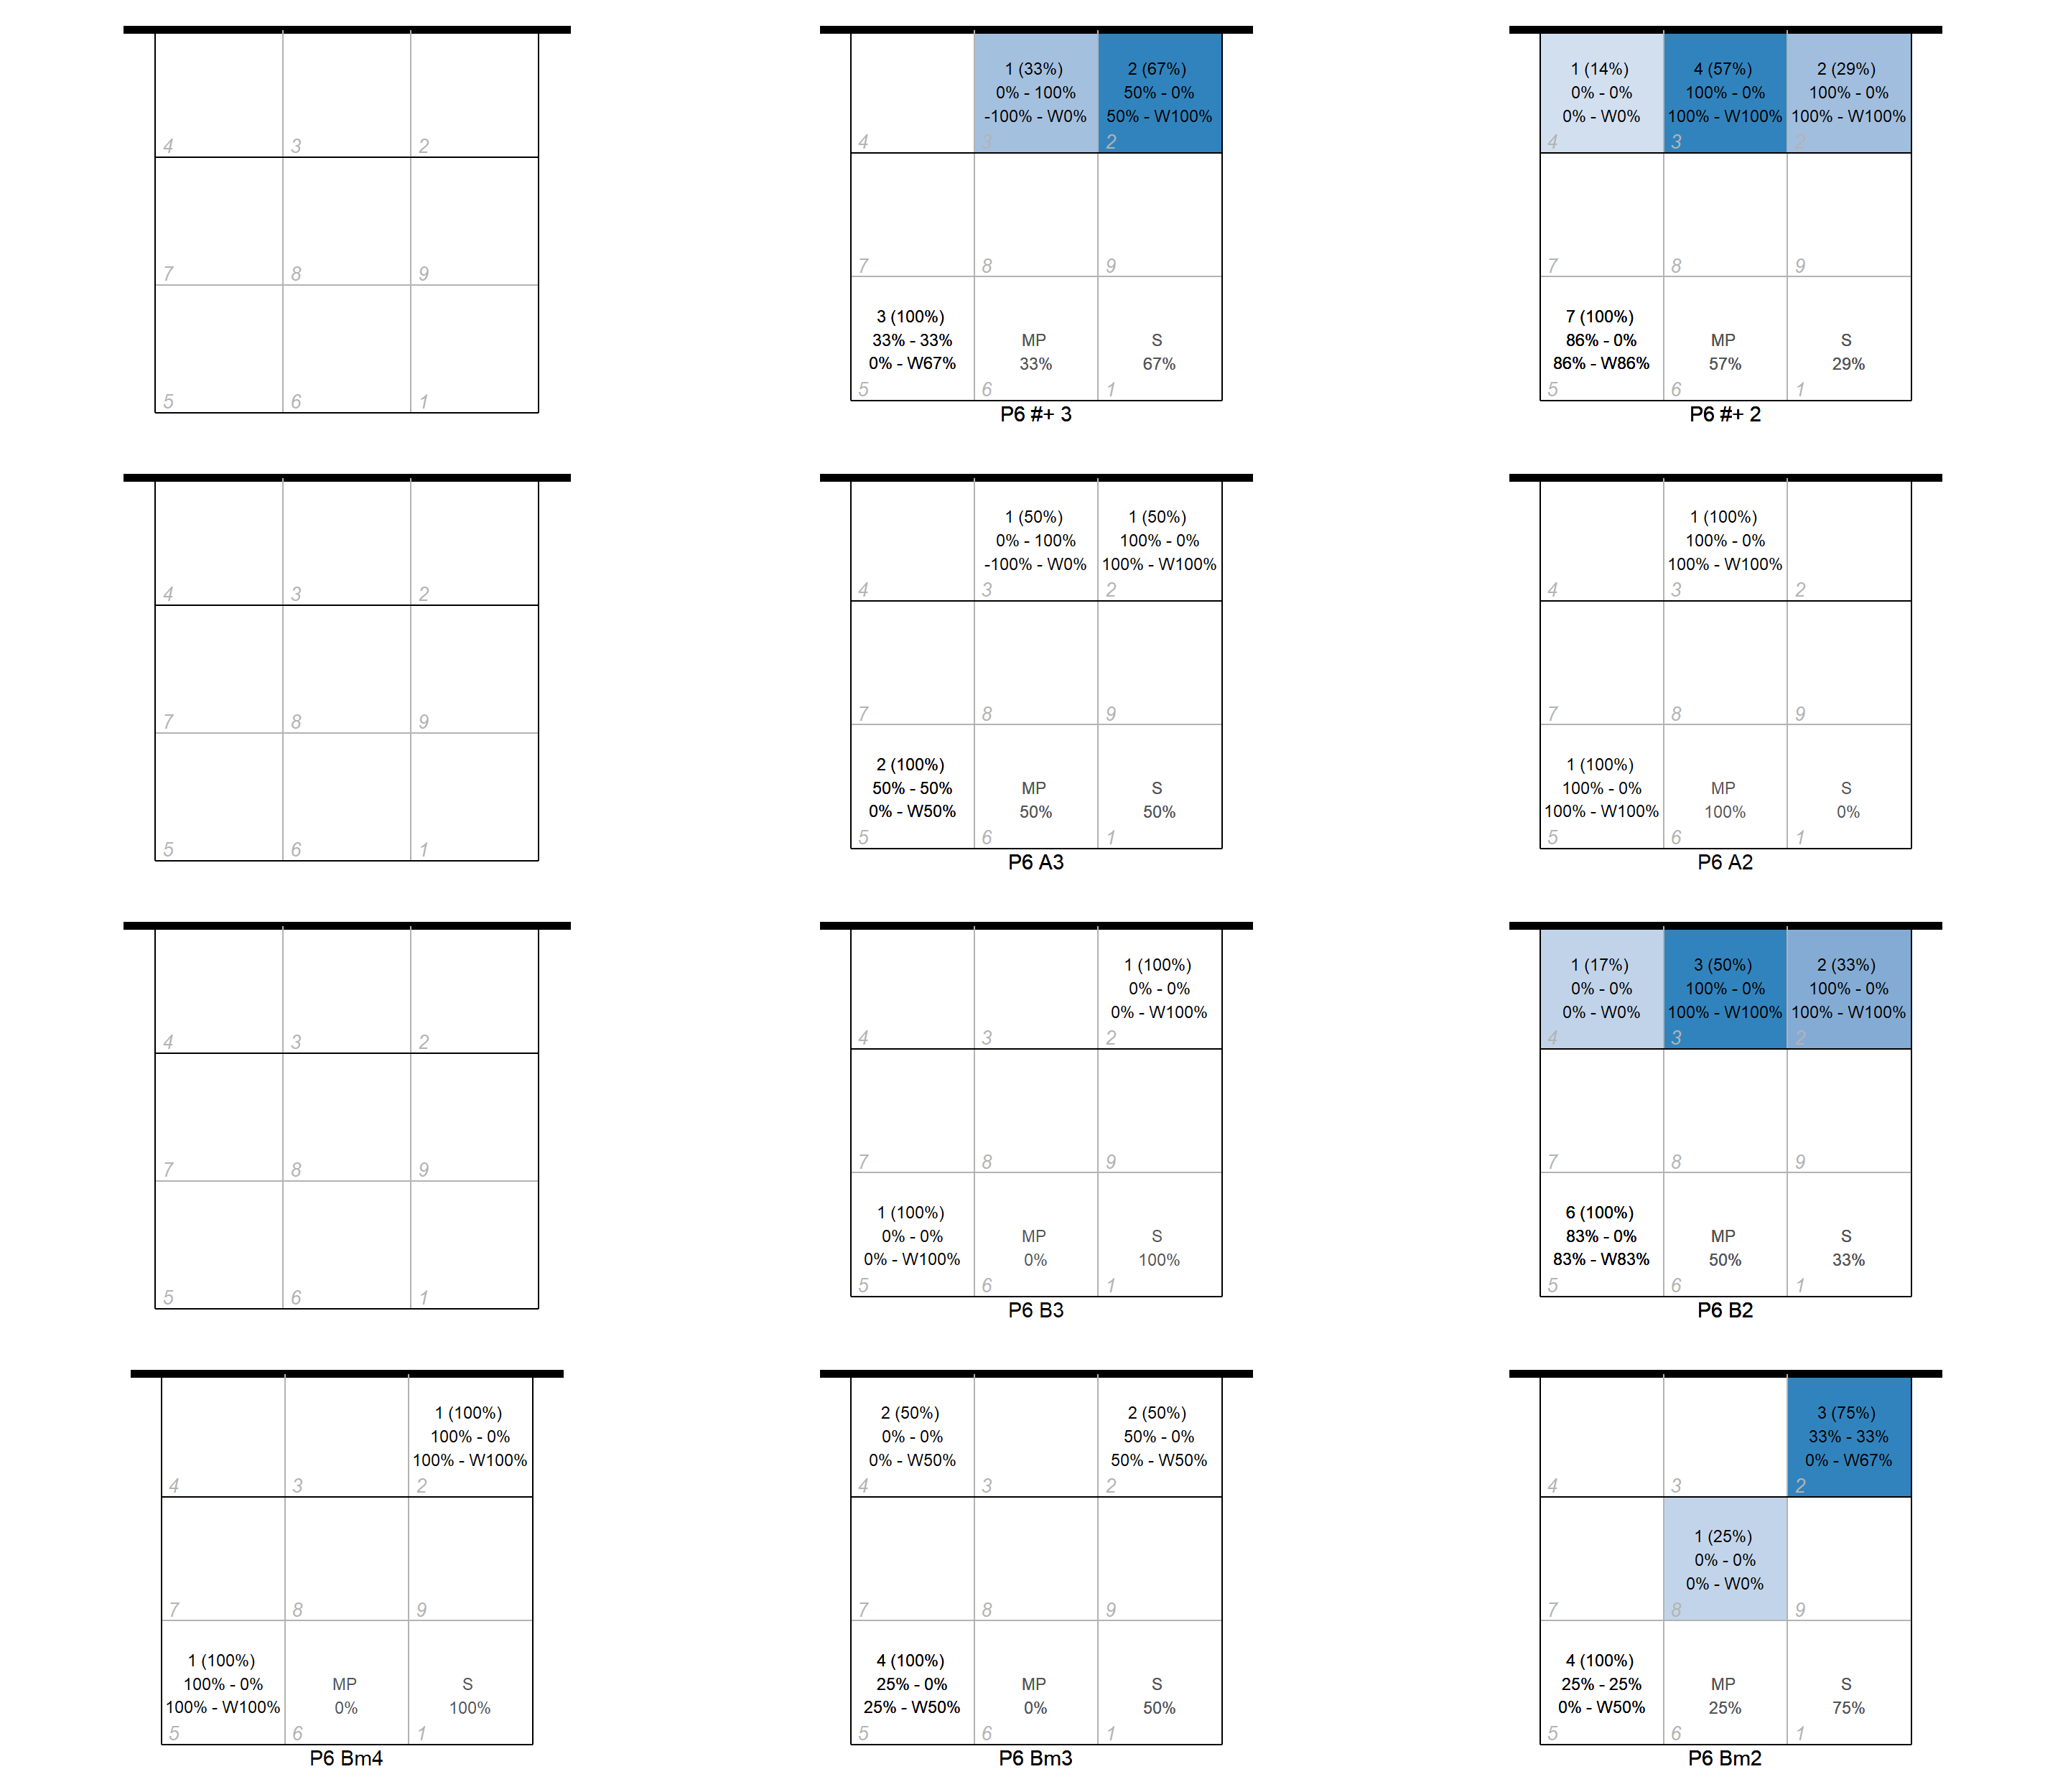 4 3 2
7 8 9
5 6 1
1 (33%)
0% - 100%
-100% - W0%
2 (67%)
50% - 0%
50% - W100%
4 3 2
7 8 9
3 (100%)
33% - 33%
0% - W67%
MP
33%
S
67%
5 6 1
P6 #+ 3
1 (14%)
0% - 0%
0% - W0%
4 (57%)
100% - 0%
100% - W100%
2 (29%)
100% - 0%
100% - W100%
4 3 2
7 8 9
7 (100%)
86% - 0%
86% - W86%
MP
57%
S
29%
5 6 1
P6 #+ 2
4 3 2
7 8 9
5 6 1
1 (50%)
0% - 100%
-100% - W0%
1 (50%)
100% - 0%
100% - W100%
4 3 2
7 8 9
2 (100%)
50% - 50%
0% - W50%
MP
50%
S
50%
5 6 1
P6 A3
1 (100%)
100% - 0%
100% - W100%
4 3 2
7 8 9
1 (100%)
100% - 0%
100% - W100%
MP
100%
S
0%
5 6 1
P6 A2
4 3 2
7 8 9
5 6 1
1 (100%)
0% - 0%
0% - W100%
4 3 2
7 8 9
1 (100%)
0% - 0%
0% - W100%
MP
0%
S
100%
5 6 1
P6 B3
1 (17%)
0% - 0%
0% - W0%
3 (50%)
100% - 0%
100% - W100%
2 (33%)
100% - 0%
100% - W100%
4 3 2
7 8 9
6 (100%)
83% - 0%
83% - W83%
MP
50%
S
33%
5 6 1
P6 B2
1 (100%)
100% - 0%
100% - W100%
4 3 2
7 8 9
1 (100%)
100% - 0%
100% - W100%
MP
0%
S
100%
5 6 1
P6 Bm4
2 (50%)
0% - 0%
0% - W50%
2 (50%)
50% - 0%
50% - W50%
4 3 2
7 8 9
4 (100%)
25% - 0%
25% - W50%
MP
0%
S
50%
5 6 1
P6 Bm3
3 (75%)
33% - 33%
0% - W67%
4 3 2
1 (25%)
0% - 0%
0% - W0%
7 8 9
4 (100%)
25% - 25%
0% - W50%
MP
25%
S
75%
5 6 1
P6 Bm2